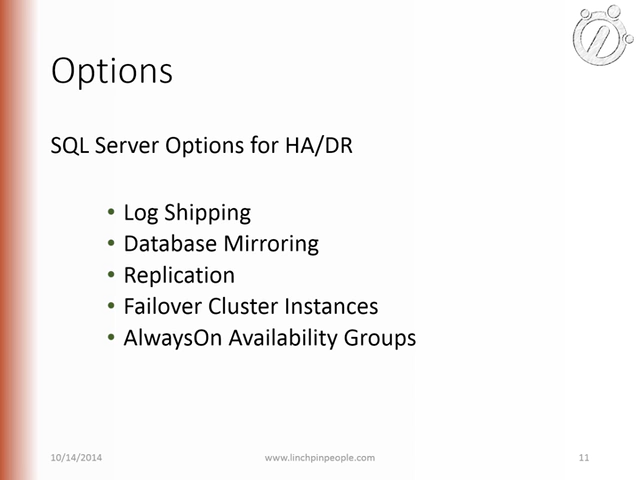 Options
SQL Server Options for HA/DR
• Log Shipping
• Database Mirroring
• Replication
• Failover Cluster Instances
• AlwaysOn Availability Groups
10/14/2014 www.linchpinpeople.com 11